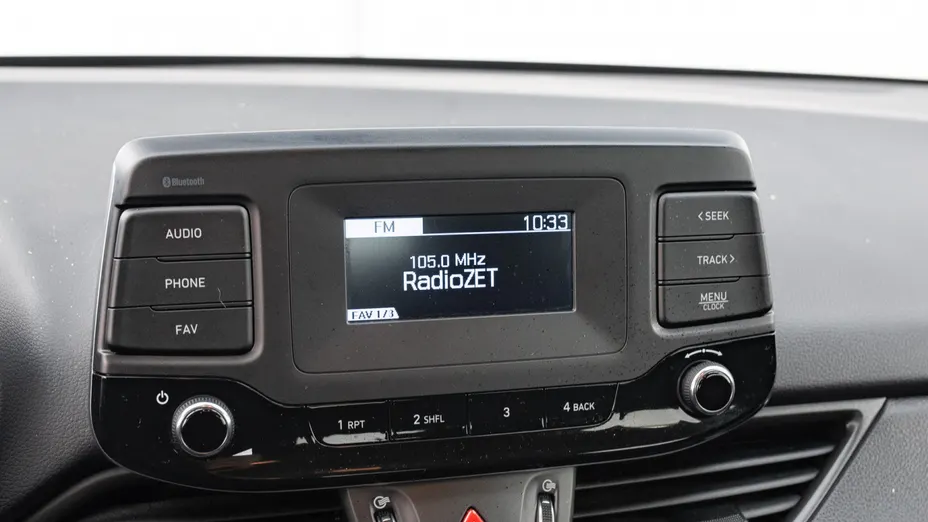 Bluetooth
AUDIO
PHONE
FAV
FM 10:33
105.0 MHz
RadioZET
FAV 1/3
< SEEK
TRACK >
MENU
CLOCK
1 RPT
2 SHFL
3
4 BACK